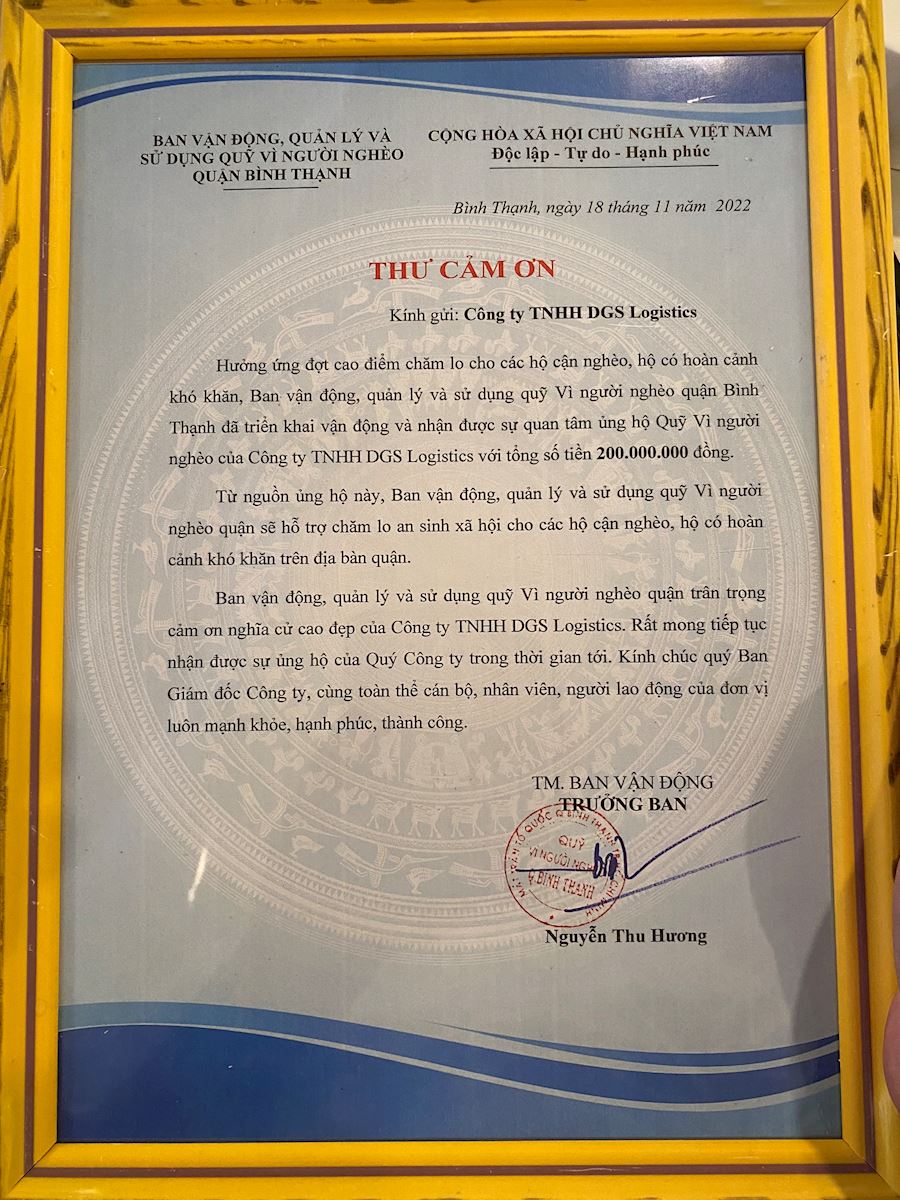 BAN VẬN ĐỘNG, QUẢN LÝ VÀ
SỬ DỤNG QUỸ VÌ NGƯỜI NGHÈO
QUẬN BÌNH THẠNH
CỘNG HÒA XÃ HỘI CHỦ NGHĨA VIỆT NAM
Độc lập - Tự do - Hạnh phúc
Bình Thạnh, ngày 18 tháng 11 năm 2022
THƯ CẢM ƠN
Kính gửi: Công ty TNHH DGS Logistics
Hưởng ứng đợt cao điểm chăm lo cho các hộ cận nghèo, hộ có hoàn cảnh
khó khăn, Ban vận động, quản lý và sử dụng quỹ Vì người nghèo quận Bình
Thạnh đã triển khai vận động và nhận được sự quan tâm ủng hộ Quỹ Vì người
nghèo của Công ty TNHH DGS Logistics với tổng số tiền 200.000.000 đồng.
Từ nguồn ủng hộ này, Ban vận động, quản lý và sử dụng quỹ Vì người
nghèo quận sẽ hỗ trợ chăm lo an sinh xã hội cho các hộ cận nghèo, hộ có hoàn
cảnh khó khăn trên địa bàn quận.
Ban vận động, quản lý và sử dụng quỹ Vì người nghèo quận trân trọng
cảm ơn nghĩa cử cao đẹp của Công ty TNHH DGS Logistics. Rất mong tiếp tục
nhận được sự ủng hộ của Quý Công ty trong thời gian tới. Kính chúc quý Ban
Giám đốc Công ty, cùng toàn thể cán bộ, nhân viên, người lao động của đơn vị
luôn mạnh khỏe, hạnh phúc, thành công.
TM. BAN VẬN ĐỘNG
TRƯỞNG BAN
MẶT TRẬN TỔ QUỐC Q BÌNH THẠNH
QUỸ
VÌ NGƯỜI
Q BÌNH THẠNH
Nguyễn Thu Hương